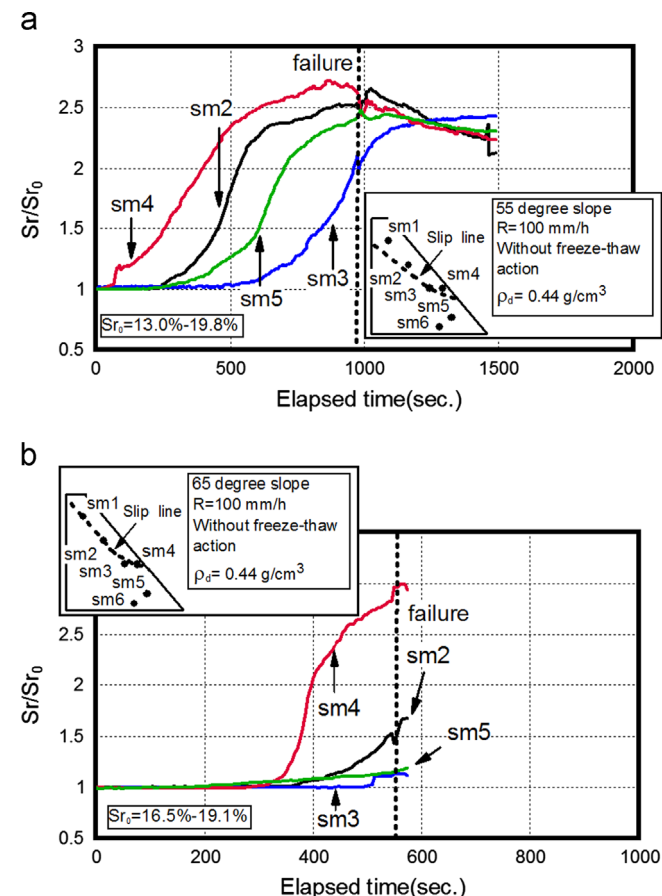 a
3
failure
2.5
sm2
2
sm4
1.5
sm5
sm3
1
Sr₀=13.0%-19.8%
0.5
Sr/Sr₀
0
500
1000
1500
2000
Elapsed time(sec.)
sm1
Slip line
sm4
sm2
sm3
sm5
sm6
55 degree slope
R=100 mm/h
Without freeze-thaw
action
ρd= 0.44 g/cm³
b
65 degree slope
R=100 mm/h
Without freeze-thaw
action
ρd= 0.44 g/cm³
sm1
Slip line
sm2
sm4
sm3
sm5
sm6
failure
2.5
sm2
2
sm4
sm5
1.5
1
sm3
Sr₀=16.5%-19.1%
0.5
Sr/Sr₀
0
200
400
600
800
1000
Elapsed time(sec.)